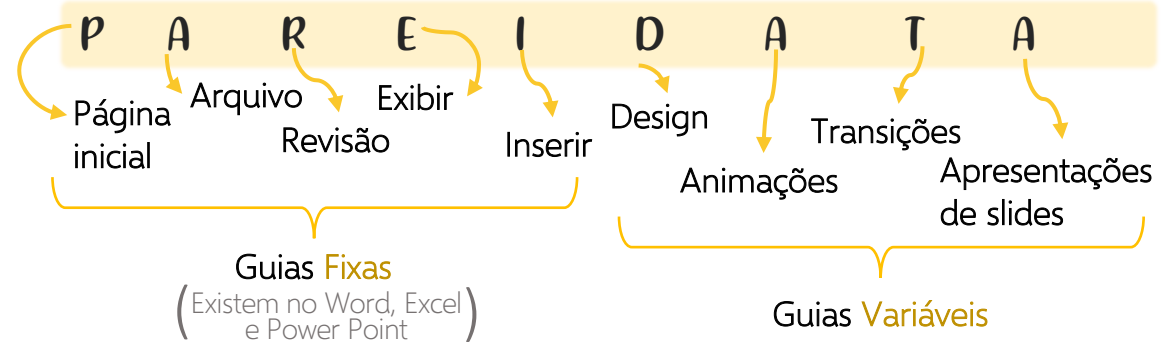 P A R E I D A T A
Página
inicial
Arquivo
Revisão
Exibir
Inserir
Design
Animações
Transições
Apresentações
de slides
Guias Fixas
(Existem no Word, Excel
e Power Point)
Guias Variáveis